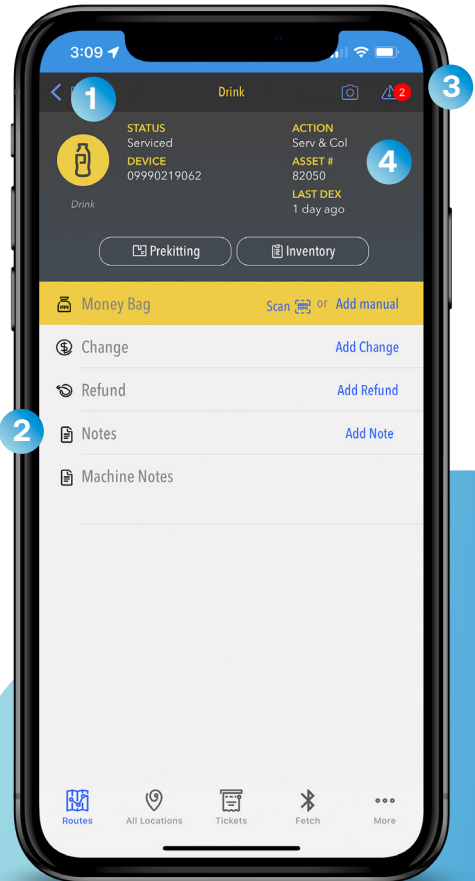 3:09
1
Drink
2
3
STATUS
Serviced
DEVICE
09990219062
ACTION
Serv & Col
ASSET #
82050
LAST DEX
1 day ago
4
Drink
Prekitting
Inventory
Money Bag Scan or Add manual
Change Add Change
Refund Add Refund
2
Notes Add Note
Machine Notes
Routes All Locations Tickets Fetch More